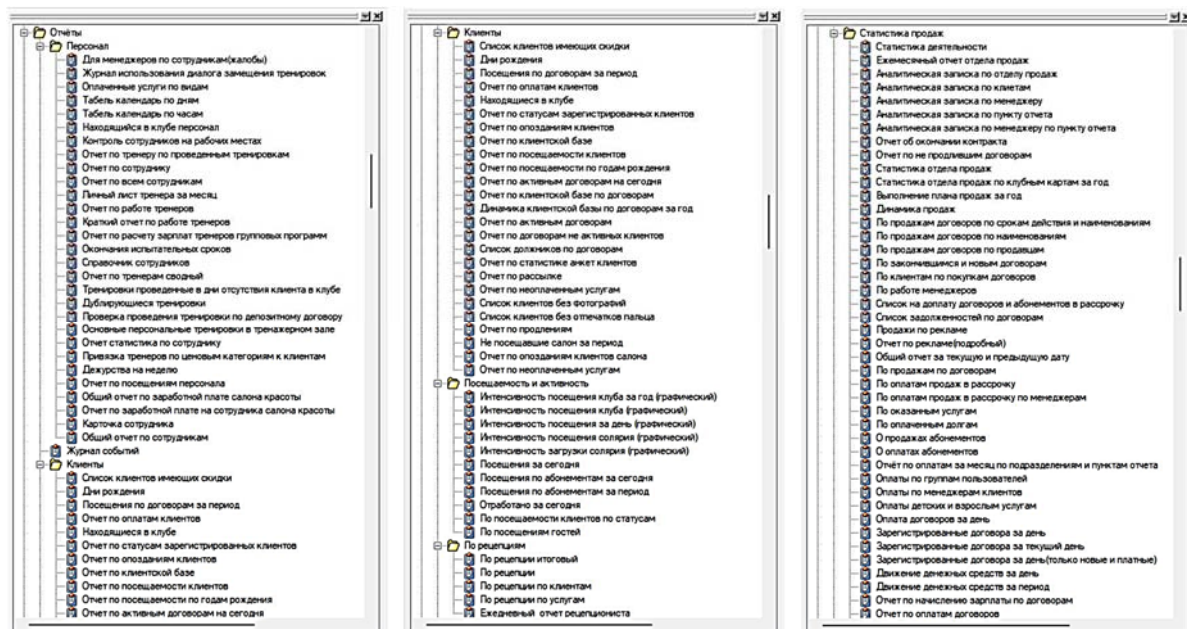 Отчёты
Персонал
Для менеджеров по сотрудникам(жалобы)
Журнал использования диалога замещения тренировок
Оплаченные услуги по видам
Табель календарь по дням
Табель календарь по часам
Находящийся в клубе персонал
Контроль сотрудников на рабочих местах
Отчет по тренеру по проведенным тренировкам
Отчет по сотруднику
Отчет по всем сотрудникам
Личный лист тренера за месяц
Отчет по работе тренеров
Краткий отчет по работе тренеров
Отчет по расчету зарплат тренеров групповых программ
Окончания испытательных сроков
Справочник сотрудников
Отчет по тренерам сводный
Тренировки проведенные в дни отсутствия клиента в клубе
Дублирующиеся тренировки
Проверка проведения тренировки по депозитному договору
Основные персональные тренировки в тренажерном зале
Отчет статистика по сотруднику
Привязка тренеров по ценовым категориям к клиентам
Дежурства на неделю
Отчет по посещениям персонала
Общий отчет по заработной плате салона красоты
Отчет по заработной плате на сотрудника салона красоты
Карточка сотрудника
Общий отчет по сотрудникам
Журнал событий
Клиенты
Список клиентов имеющих скидки
Дни рождения
Посещения по договорам за период
Отчет по оплатам клиентов
Находящиеся в клубе
Отчет по статусам зарегистрированных клиентов
Отчет по опозданиям клиентов
Отчет по клиентской базе
Отчет по посещаемости клиентов
Отчет по посещаемости по годам рождения
Отчет по активным договорам на сегодня
Клиенты
Список клиентов имеющих скидки
Дни рождения
Посещения по договорам за период
Отчет по оплатам клиентов
Находящиеся в клубе
Отчет по статусам зарегистрированных клиентов
Отчет по опозданиям клиентов
Отчет по клиентской базе
Отчет по посещаемости клиентов
Отчет по посещаемости по годам рождения
Отчет по активным договорам на сегодня
Отчет по клиентской базе по договорам
Динамика клиентской базы по договорам за год
Отчет по активным договорам
Отчет по договорам не активных клиентов
Список должников по договорам
Отчет по статистике анкет клиентов
Отчет по рассылке
Отчет по неоплаченным услугам
Список клиентов без фотографий
Список клиентов без отпечатков пальца
Отчет по продлениям
Не посещавшие салон за период
Отчет по опозданиям клиентов салона
Отчет по неоплаченным услугам
Посещаемость и активность
Интенсивность посещения клуба за год (графический)
Интенсивность посещения клуба (графический)
Интенсивность посещения за день (графический)
Интенсивность посещения солярия (графический)
Интенсивность загрузки солярия (графический)
Посещения за сегодня
Посещения по абонементам за сегодня
Посещения по абонементам за период
Отработано за сегодня
По посещаемости клиентов по статусам
По посещениям гостей
По рецепциям
По рецепции итоговый
По рецепции
По рецепции по клиентам
По рецепции по услугам
Ежедневный отчет рецепциониста
Статистика продаж
Статистика деятельности
Ежемесячный отчет отдела продаж
Аналитическая записка по отделу продаж
Аналитическая записка по клиетам
Аналитическая записка по менеджеру
Аналитическая записка по пункту отчета
Аналитическая записка по менеджеру по пункту отчета
Отчет об окончании контракта
Отчет по не продлившим договорам
Статистика отдела продаж
Статистика отдела продаж по клубным картам за год
Выполнение плана продаж за год
Динамика продаж
По продажам договоров по срокам действия и наименованиям
По продажам договоров по наименованиям
По продажам договоров по продавцам
По закончившимся и новым договорам
По клиентам по покупкам договоров
По работе менеджеров
Список на доплату договоров и абонементов в рассрочку
Список задолженностей по договорам
Продажи по рекламе
Отчет по рекламе(подробный)
Общий отчет за текущую и предыдущую дату
По продажам по договорам
По оплатам продаж в рассрочку
По оплатам продаж в рассрочку по менеджерам
По оказанным услугам
По оплаченным долгам
О продажах абонементов
О оплатах абонементов
Отчёт по оплатам за месяц по подразделениям и пунктам отчета
Оплаты по группам пользователей
Оплаты по менеджерам клиентов
Оплаты детских и взрослым услугам
Оплата договоров за день
Зарегистрированные договора за день
Зарегистрированные договора за текущий день
Зарегистрированные договора за день(только новые и платные)
Движение денежных средств за день
Движение денежных средств за период
Отчет по начислению зарплаты по договорам
Отчет по оплатам договоров